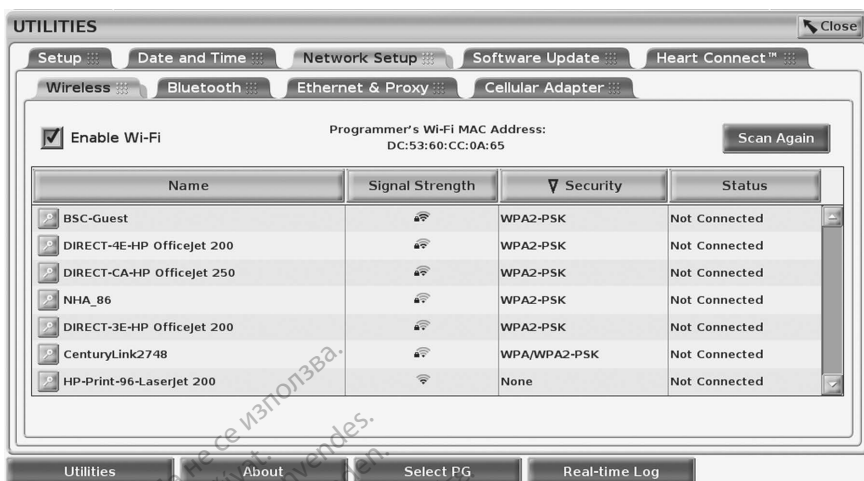 UTILITIES
Close
Setup Date and Time Network Setup Software Update Heart Connect™
Wireless Bluetooth Ethernet & Proxy Cellular Adapter
Enable Wi-Fi
Programmer's Wi-Fi MAC Address:
DC:53:60:CC:0A:65
Scan Again
Name Signal Strength Security Status
BSC-Guest WPA2-PSK Not Connected
DIRECT-4E-HP OfficeJet 200 WPA2-PSK Not Connected
DIRECT-CA-HP OfficeJet 250 WPA2-PSK Not Connected
NHA_86 WPA2-PSK Not Connected
DIRECT-3E-HP OfficeJet 200 WPA2-PSK Not Connected
CenturyLink2748 WPA/WPA2-PSK Not Connected
HP-Print-96-LaserJet 200 None Not Connected
не се използва.
Utilities About Select PG Real-time Log